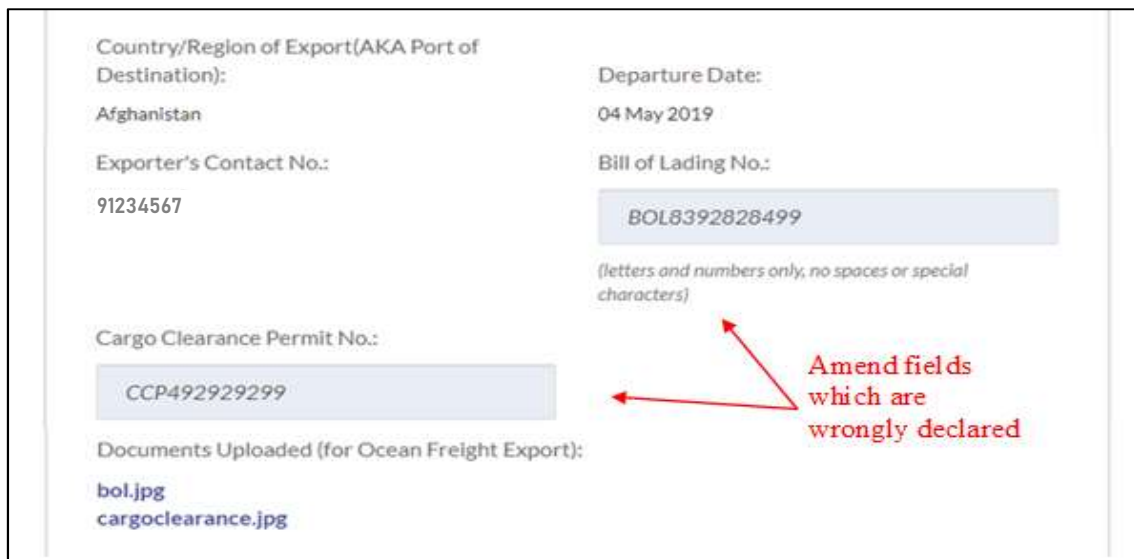 Country/Region of Export(AKA Port of
Destination):
Afghanistan
Departure Date:
04 May 2019
Exporter's Contact No.:
91234567
Bill of Lading No.:
BOL8392828499
(letters and numbers only, no spaces or special
characters)
Cargo Clearance Permit No.:
CCP492929299
Amend fields
which are
wrongly declared
Documents Uploaded (for Ocean Freight Export):
bol.jpg
cargoclearance.jpg